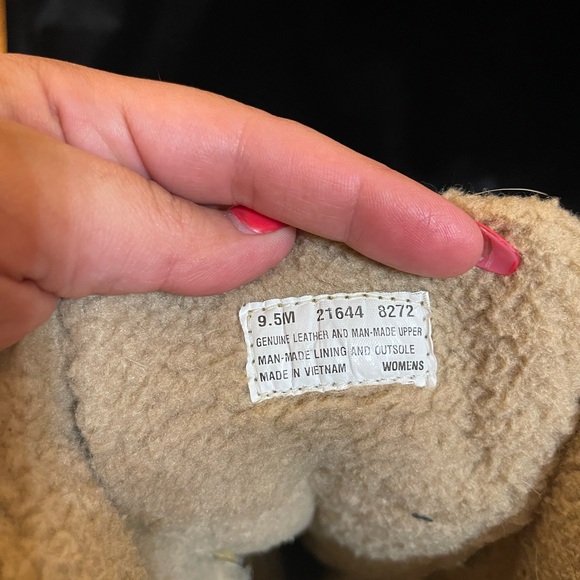 9.5M 21644 8272
GENUINE LEATHER AND MAN-MADE UPPER
MAN-MADE LINING AND OUTSOLE
MADE IN VIETNAM WOMENS